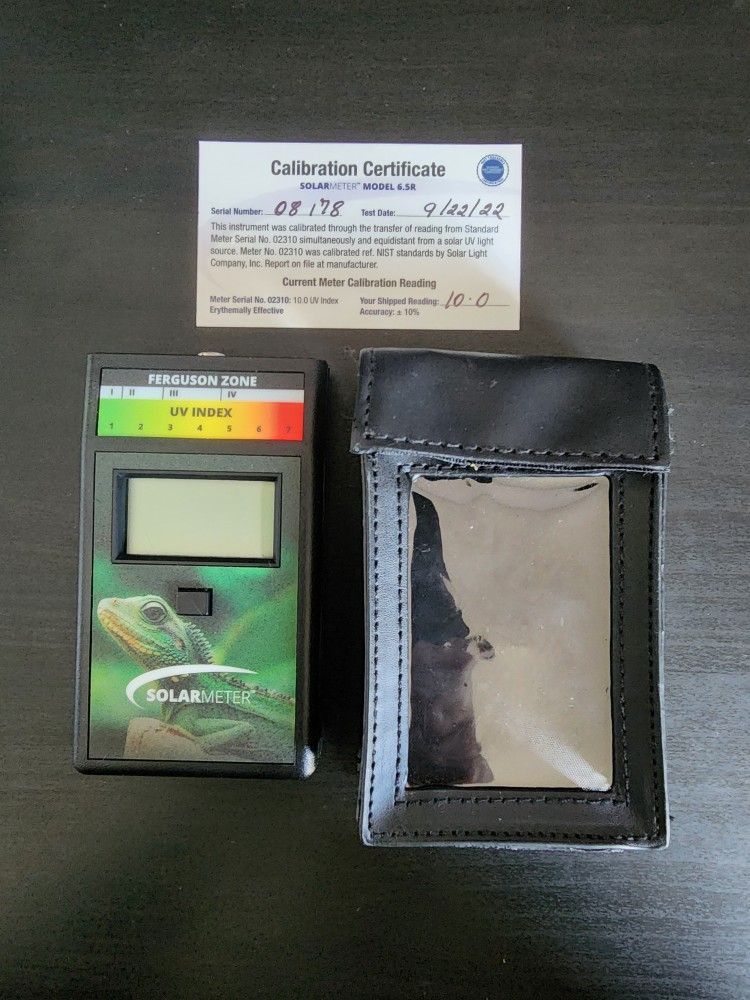 Calibration Certificate
SOLARMETER™ MODEL 6.5R
Serial Number: 08178 Test Date: 9/22/22
This instrument was calibrated through the transfer of reading from Standard
Meter Serial No. 02310 simultaneously and equidistant from a solar UV light
source. Meter No. 02310 was calibrated ref. NIST standards by Solar Light
Company, Inc. Report on file at manufacturer.
Current Meter Calibration Reading
Meter Serial No. 02310: 10.0 UV Index Your Shipped Reading: 10.0
Erythemally Effective Accuracy: ± 10%
FERGUSON ZONE
I II III IV
UV INDEX
1 2 3 4 5 6 7
SOLARMETER™